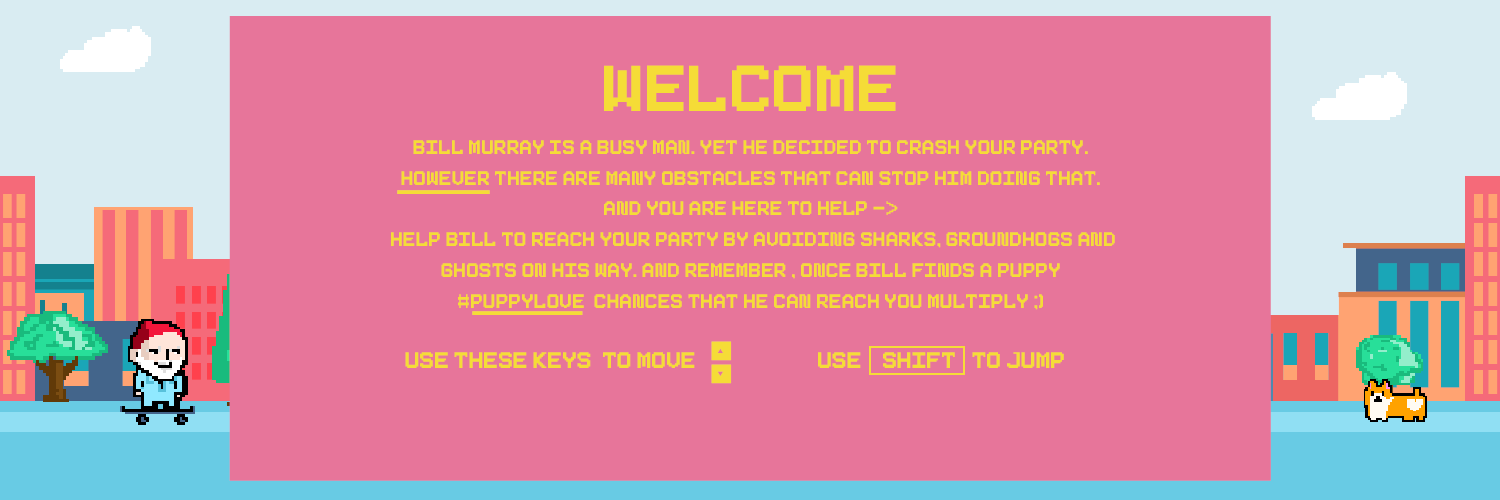 WELCOME
BILL MURRAY IS A BUSY MAN. YET HE DECIDED TO CRASH YOUR PARTY.
HOWEVER THERE ARE MANY OBSTACLES THAT CAN STOP HIM DOING THAT.
AND YOU ARE HERE TO HELP ->
HELP BILL TO REACH YOUR PARTY BY AVOIDING SHARKS, GROUNDHOGS AND
GHOSTS ON HIS WAY. AND REMEMBER , ONCE BILL FINDS A PUPPY
#PUPPYLOVE CHANCES THAT HE CAN REACH YOU MULTIPLY ;)
USE THESE KEYS TO MOVE
USE SHIFT TO JUMP